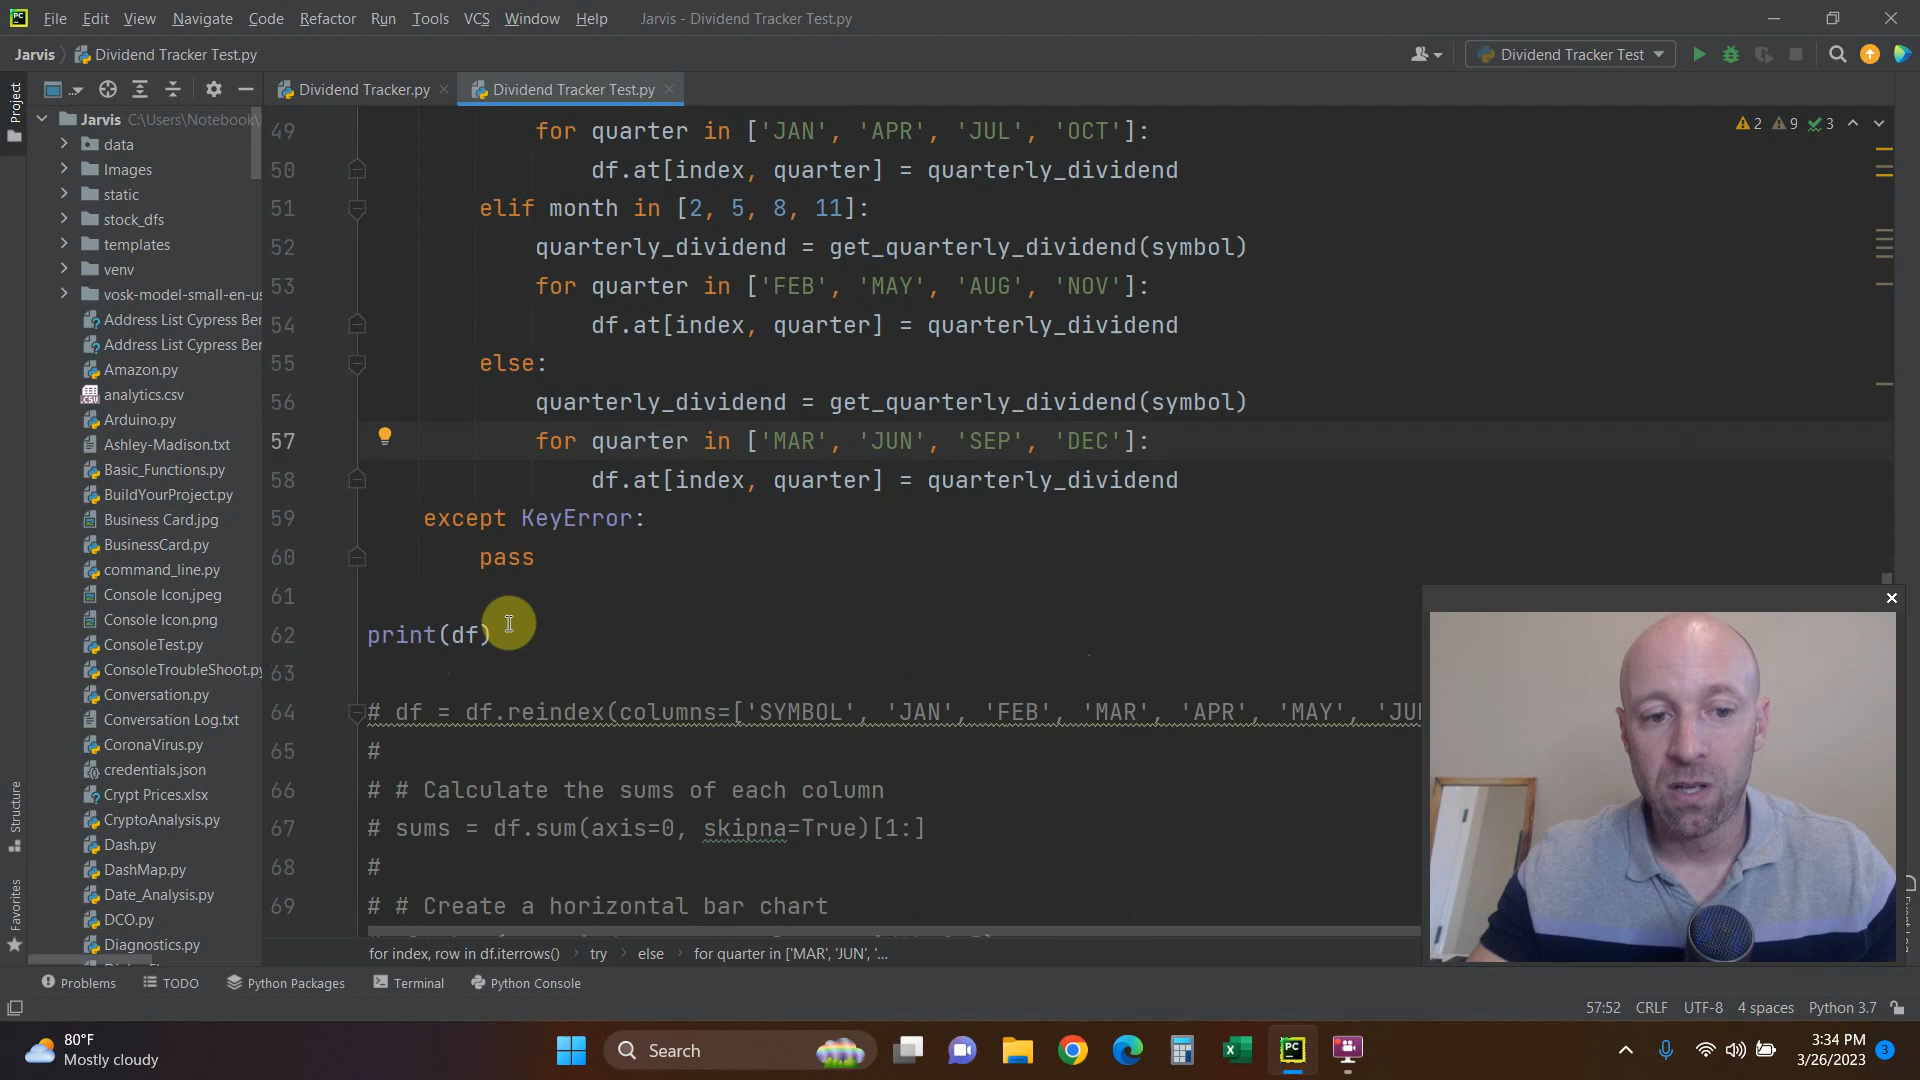 PC File Edit View Navigate Code Refactor Run Tools VCS Window Help Jarvis - Dividend Tracker Test.py
Jarvis Dividend Tracker Test.py
Dividend Tracker Test
Dividend Tracker.py
Dividend Tracker Test.py
Project
Structure
Favorites
Jarvis C:\Users\Notebook\
data
Images
static
stock_dfs
templates
venv
vosk-model-small-en-us
Address List Cypress Ber
Address List Cypress Ber
Amazon.py
analytics.csv
Arduino.py
Ashley-Madison.txt
Basic_Functions.py
BuildYourProject.py
Business Card.jpg
BusinessCard.py
command_line.py
Console Icon.jpeg
Console Icon.png
ConsoleTest.py
ConsoleTroubleShoot.py
Conversation.py
Conversation Log.txt
CoronaVirus.py
credentials.json
Crypt Prices.xlsx
CryptoAnalysis.py
Dash.py
DashMap.py
Date_Analysis.py
DCO.py
Diagnostics.py
2 9 3
49 for quarter in ['JAN', 'APR', 'JUL', 'OCT']:
50 df.at[index, quarter] = quarterly_dividend
51 elif month in [2, 5, 8, 11]:
52 quarterly_dividend = get_quarterly_dividend(symbol)
53 for quarter in ['FEB', 'MAY', 'AUG', 'NOV']:
54 df.at[index, quarter] = quarterly_dividend
55 else:
56 quarterly_dividend = get_quarterly_dividend(symbol)
57 for quarter in ['MAR', 'JUN', 'SEP', 'DEC']:
58 df.at[index, quarter] = quarterly_dividend
59 except KeyError:
60 pass
61
62 print(df)
63
64 # df = df.reindex(columns=['SYMBOL', 'JAN', 'FEB', 'MAR', 'APR', 'MAY', 'JU
65 #
66 # # Calculate the sums of each column
67 # sums = df.sum(axis=0, skipna=True)[1:]
68 #
69 # # Create a horizontal bar chart
for index, row in df.iterrows() › try › else › for quarter in ['MAR', 'JUN', '...
Problems TODO Python Packages Terminal Python Console
57:52 CRLF UTF-8 4 spaces Python 3.7
80°F
Mostly cloudy
Search
3:34 PM
3/26/2023
3